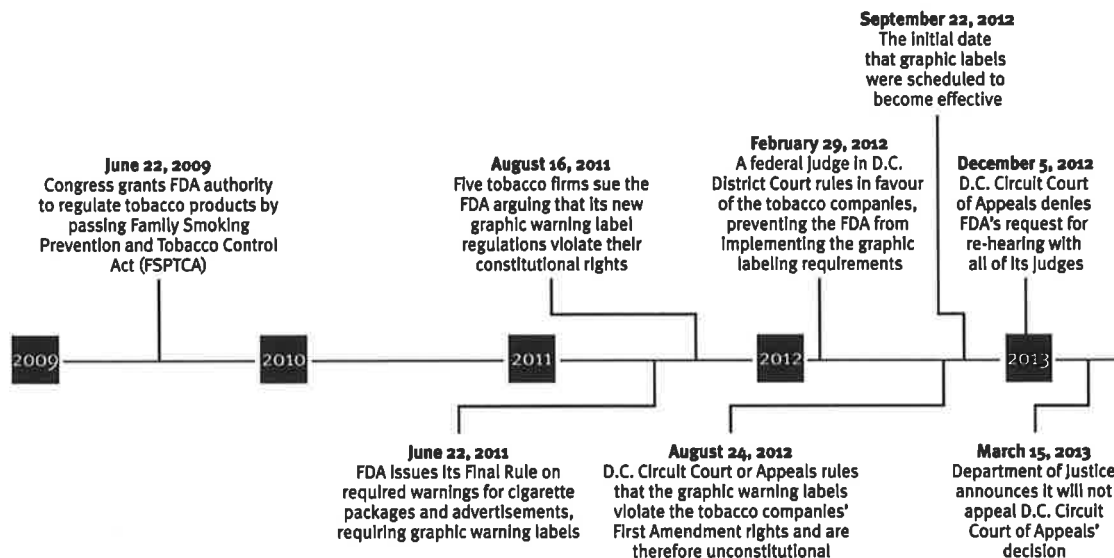 September 22, 2012
The initial date
that graphic labels
were scheduled to
become effective
June 22, 2009
Congress grants FDA authority
to regulate tobacco products by
passing Family Smoking
Prevention and Tobacco Control
Act (FSPTCA)
August 16, 2011
Five tobacco firms sue the
FDA arguing that its new
graphic warning label
regulations violate their
constitutional rights
February 29, 2012
A federal judge in D.C.
District Court rules in favour
of the tobacco companies,
preventing the FDA from
implementing the graphic
labeling requirements
December 5, 2012
D.C. Circuit Court
of Appeals denies
FDA's request for
re-hearing with
all of its judges
2009
2010
2011
2012
2013
June 22, 2011
FDA Issues Its Final Rule on
required warnings for cigarette
packages and advertisements,
requiring graphic warning labels
August 24, 2012
D.C. Circuit Court or Appeals rules
that the graphic warning labels
violate the tobacco companies'
First Amendment rights and are
therefore unconstitutional
March 15, 2013
Department of Justice
announces it will not
appeal D.C. Circuit
Court of Appeals'
decision